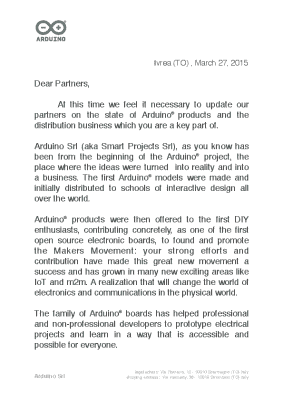 ARDUINO
Ivrea (TO) , March 27, 2015
Dear Partners,
At this time we feel it necessary to update our
partners on the state of Arduino® products and the
distribution business which you are a key part of.
Arduino Srl (aka Smart Projects Srl), as you know has
been from the beginning of the Arduino® project, the
place where the ideas were turned into reality and into
a business. The first Arduino® models were made and
initially distributed to schools of interactive design all
over the world.
Arduino® products were then offered to the first DIY
enthusiasts, contributing concretely, as one of the first
open source electronic boards, to found and promote
the Makers Movement: your strong efforts and
contribution have made this great new movement a
success and has grown in many new exciting areas like
IoT and m2m. A realization that will change the world of
electronics and communications in the physical world.
The family of Arduino® boards has helped professional
and non-professional developers to prototype electrical
projects and learn in a way that is accessible and
possible for everyone.
Arduino Srl